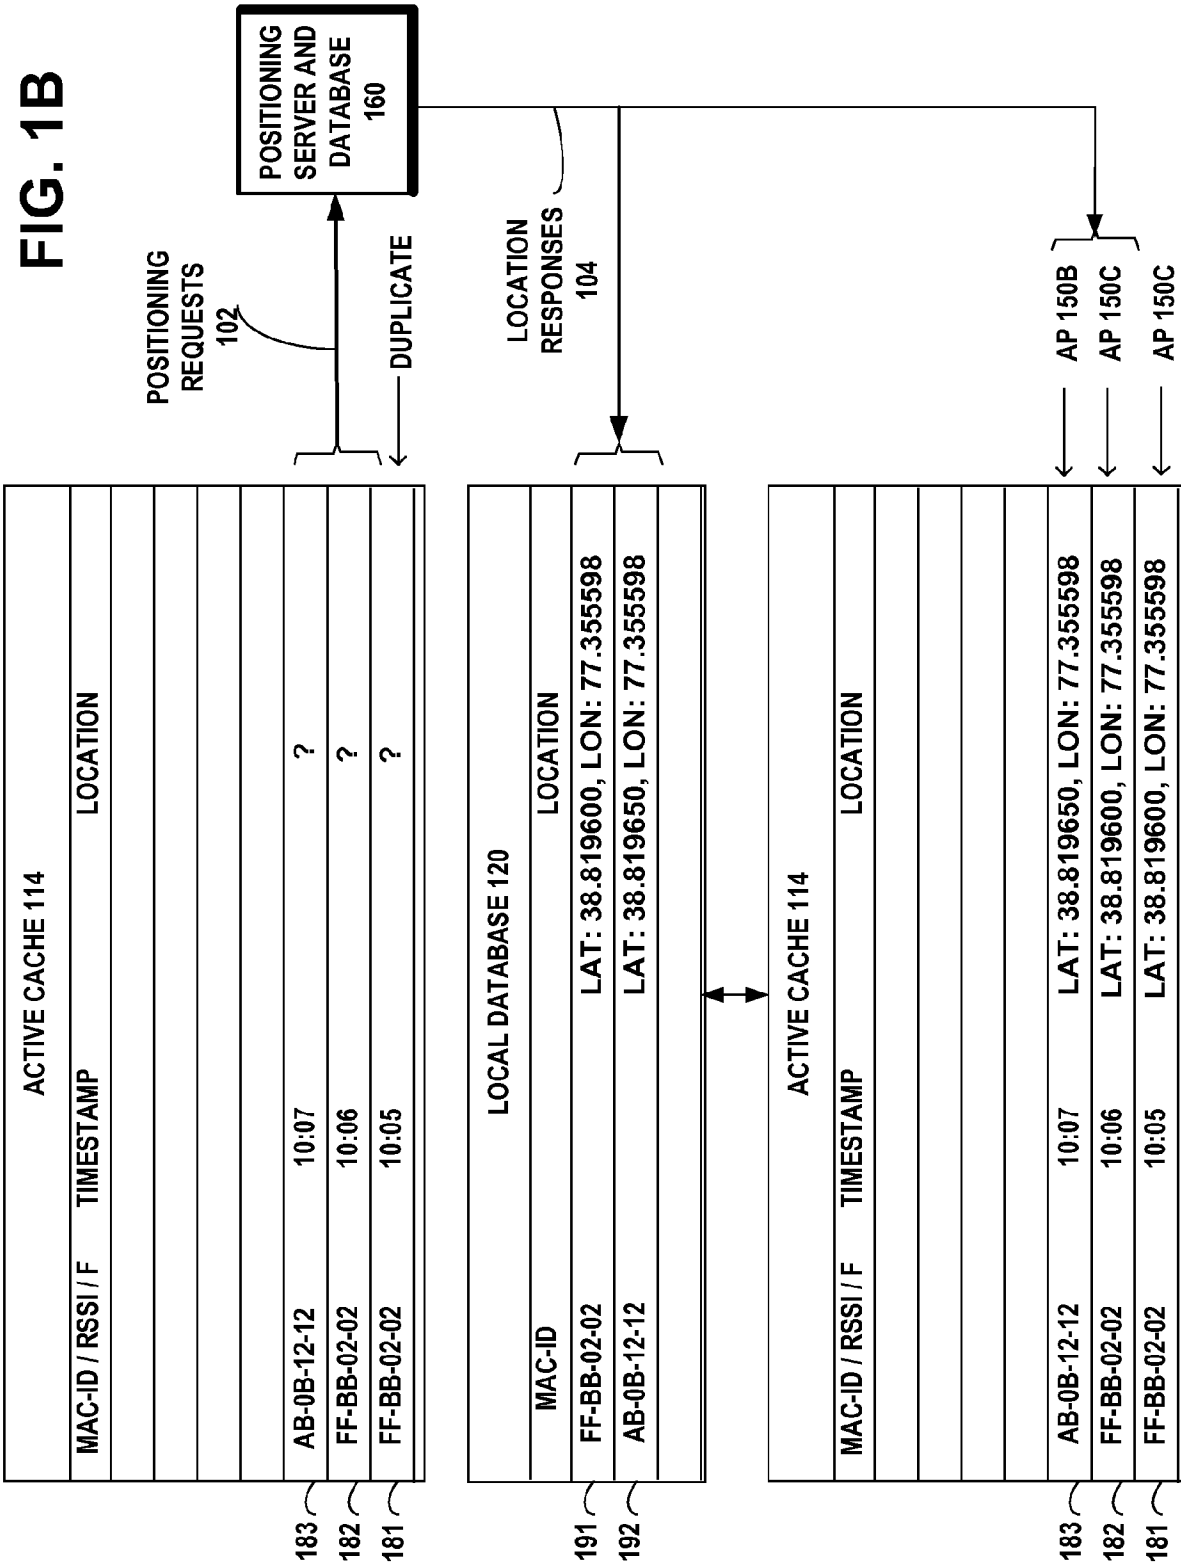 FIG. 1B
ACTIVE CACHE 114
MAC-ID / RSSI / F TIMESTAMP LOCATION
183 AB-0B-12-12 10:07 ?
182 FF-BB-02-02 10:06 ?
181 FF-BB-02-02 10:05 ?
POSITIONING
REQUESTS
102
DUPLICATE
POSITIONING
SERVER AND
DATABASE
160
LOCAL DATABASE 120
MAC-ID LOCATION
191 FF-BB-02-02 LAT: 38.819600, LON: 77.355598
192 AB-0B-12-12 LAT: 38.819650, LON: 77.355598
LOCATION
RESPONSES
104
ACTIVE CACHE 114
MAC-ID / RSSI / F TIMESTAMP LOCATION
183 AB-0B-12-12 10:07 LAT: 38.819650, LON: 77.355598 AP 150B
182 FF-BB-02-02 10:06 LAT: 38.819600, LON: 77.355598 AP 150C
181 FF-BB-02-02 10:05 LAT: 38.819600, LON: 77.355598 AP 150C